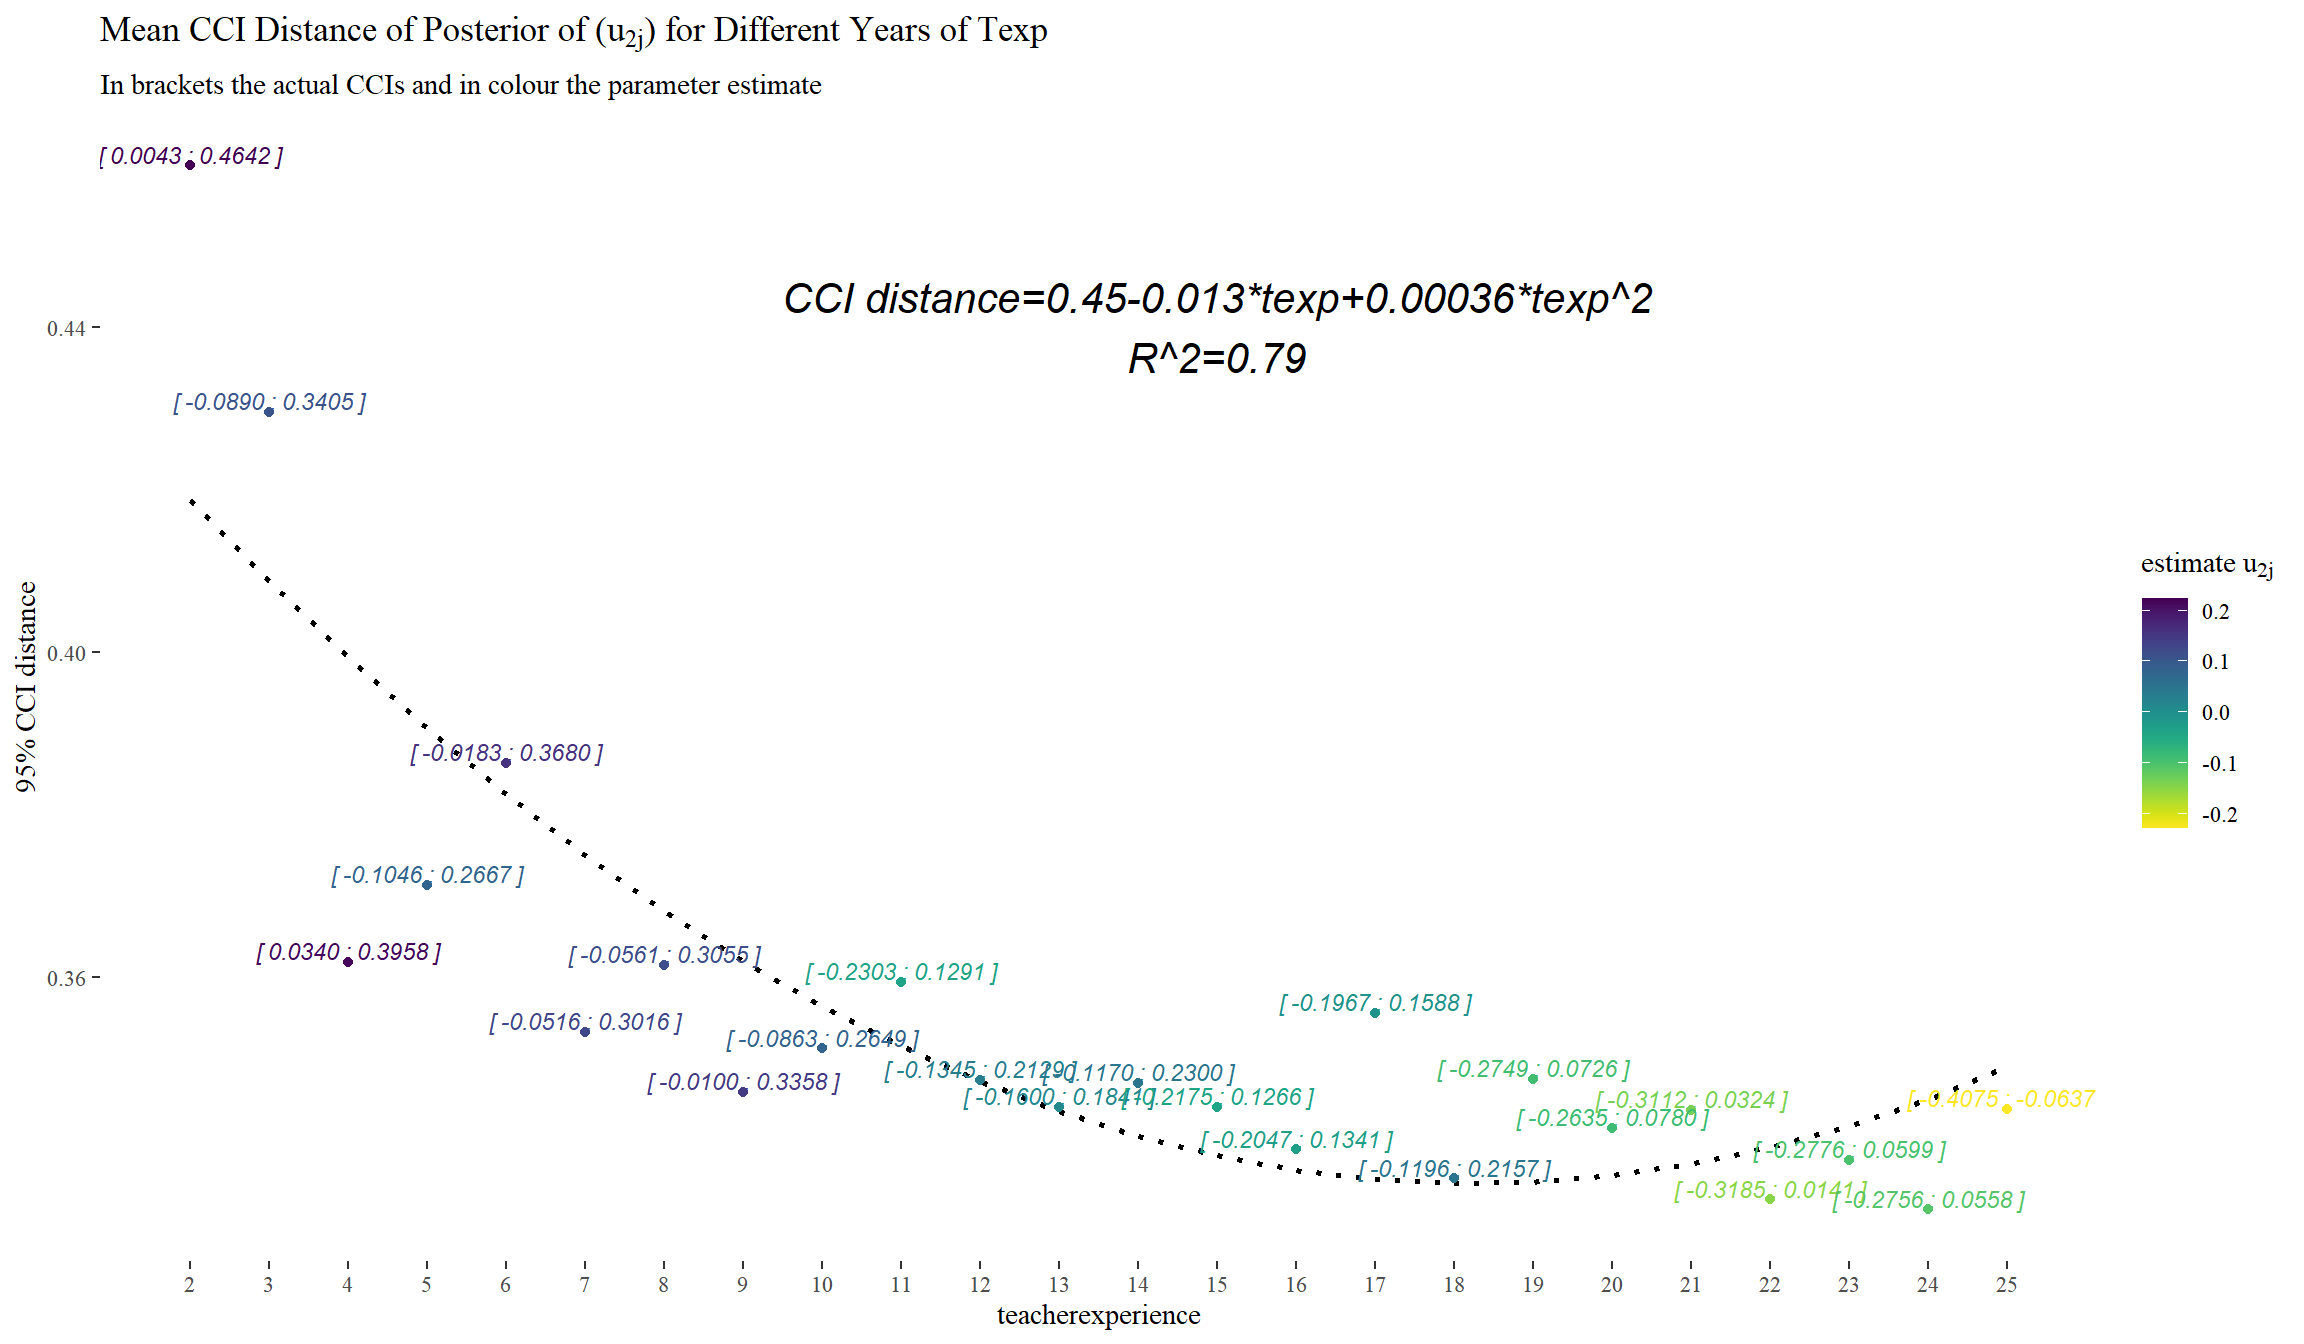 Mean CCI Distance of Posterior of (u2j) for Different Years of Texp
In brackets the actual CCIs and in colour the parameter estimate
[ 0.0043 ; 0.4642 ]
CCI distance=0.45-0.013*texp+0.00036*texp^2
R^2=0.79
0.44
[ -0.0890 ; 0.3405 ]
estimate u2j
0.2
0.1
0.0
-0.1
-0.2
95% CCI distance
0.40
[ -0.0183 ; 0.3680 ]
[ -0.1046 ; 0.2667 ]
[ 0.0340 ; 0.3958 ]
[ -0.0561 ; 0.3055 ]
0.36
[ -0.2303 ; 0.1291 ]
[ -0.1967 ; 0.1588 ]
[ -0.0516 ; 0.3016 ]
[ -0.0863 ; 0.2649 ]
[ -0.1345 ; 0.2129 ]
[ -0.1170 ; 0.2300 ]
[ -0.2749 ; 0.0726 ]
[ -0.0100 ; 0.3358 ]
[ -0.1600 ; 0.1841 ]
[ -0.2175 ; 0.1266 ]
[ -0.3112 ; 0.0324 ]
[ -0.4075 ; -0.0637
[ -0.2635 ; 0.0780 ]
[ -0.2047 ; 0.1341 ]
[ -0.2776 ; 0.0599 ]
[ -0.1196 ; 0.2157 ]
[ -0.3185 ; 0.0141 ]
[ -0.2756 ; 0.0558 ]
2 3 4 5 6 7 8 9 10 11 12 13 14 15 16 17 18 19 20 21 22 23 24 25
teacherexperience